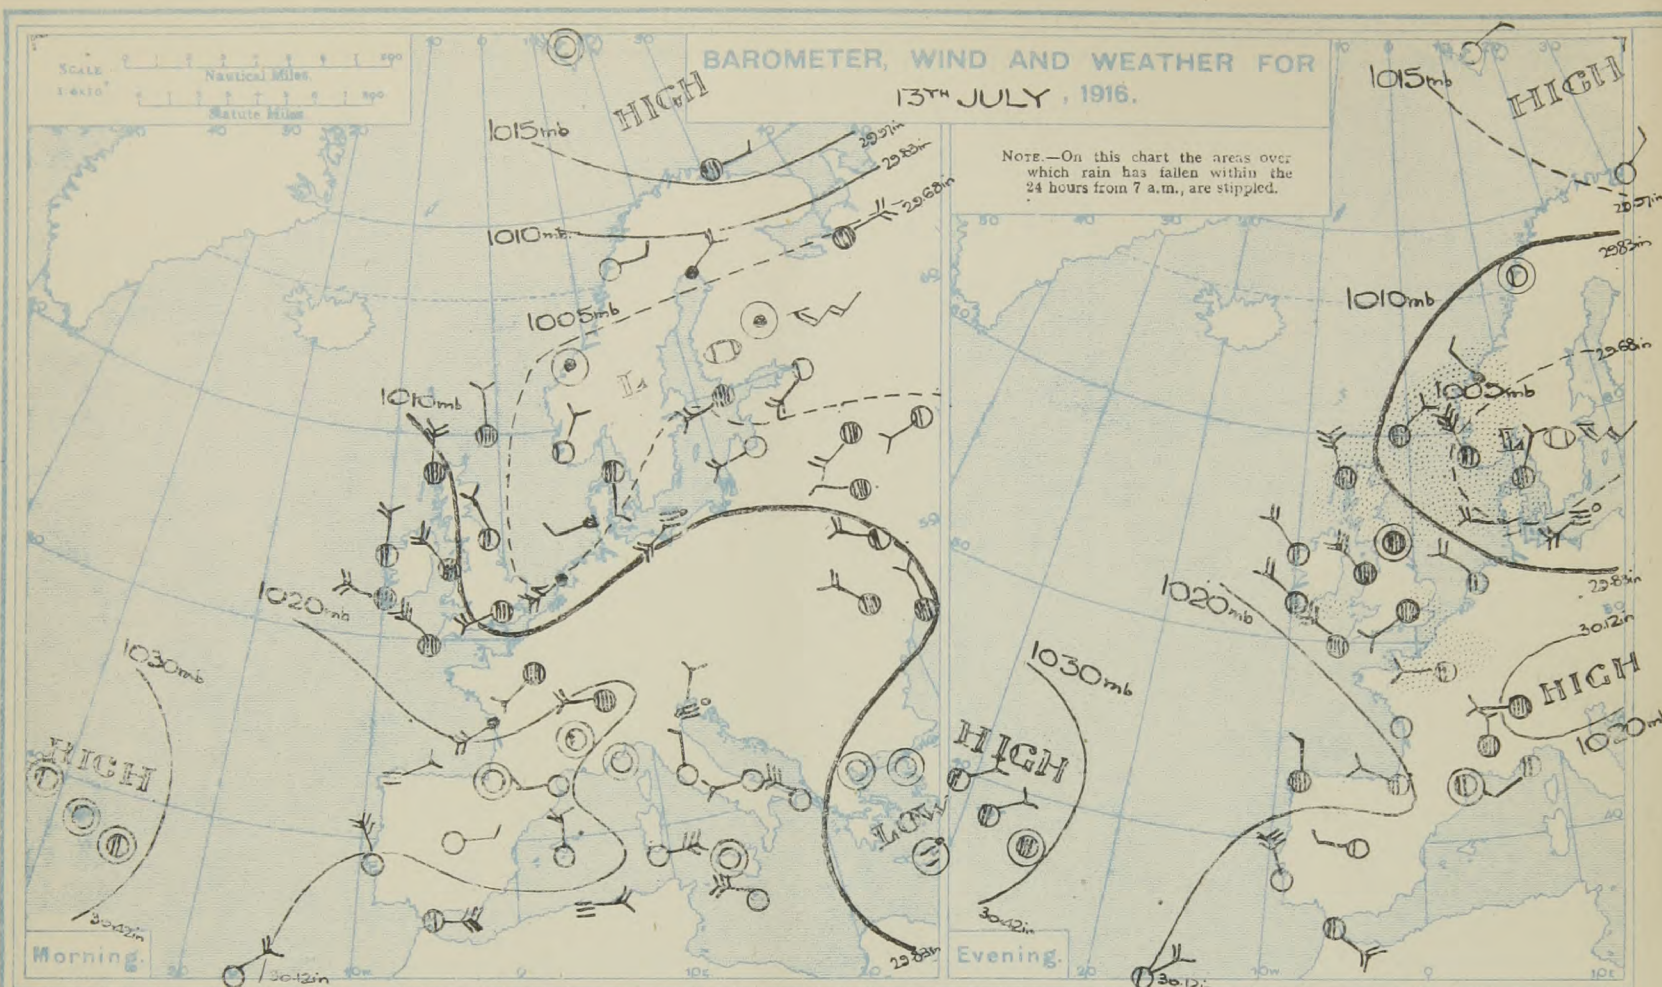 SCALE
Nautical Miles.
Statute Miles.
BAROMETER, WIND AND WEATHER FOR
13TH JULY, 1916.
NOTE.—On this chart the areas over
which rain has fallen within the
24 hours from 7 a.m., are stippled.
HIGH
1015mb
29.97in
29.83in
29.68in
1010mb
1005mb
L
1010mb
1020mb
1030mb
HIGH
30.42in
30.12in
LOW
29.83in
Morning.
1015mb
HIGH
29.97in
29.83in
1010mb
29.68in
1005mb
L
29.83in
1020mb
30.12in
HIGH
1020mb
1030mb
HIGH
30.42in
30.12in
Evening.